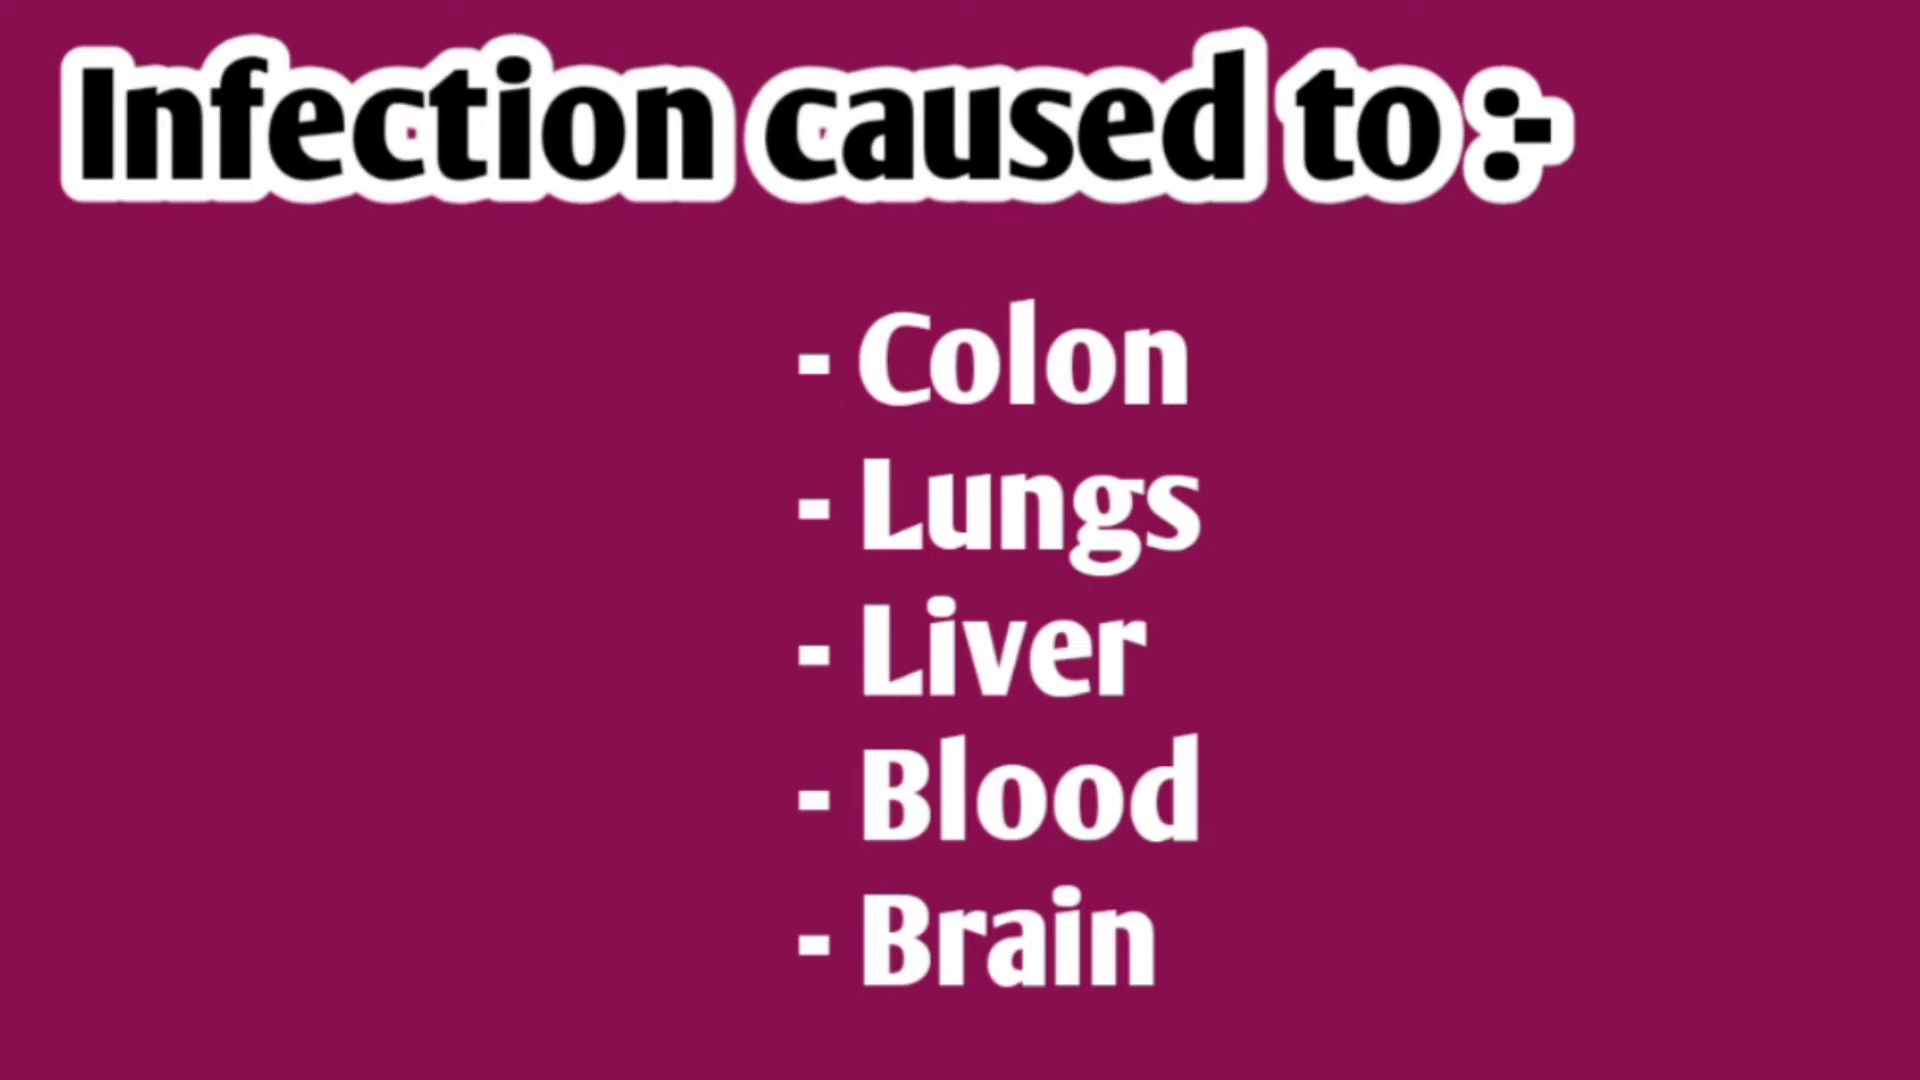 Infection caused to :-
- Colon
- Lungs
- Liver
- Blood
- Brain